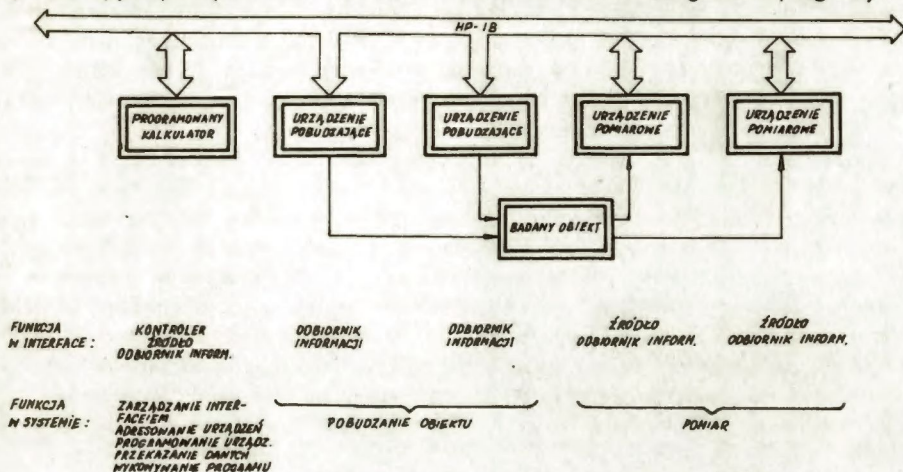 HP-IB
PROGRAMOWANY
KALKULATOR
URZĄDZENIE
POBUDZAJĄCE
URZĄDZENIE
POBUDZAJĄCE
URZĄDZENIE
POMIAROWE
URZĄDZENIE
POMIAROWE
BADANY OBIEKT
FUNKCJA
W INTERFACE :
KONTROLER
ŹRÓDŁO
ODBIORNIK INFORM.
ODBIORNIK
INFORMACJI
ODBIORNIK
INFORMACJI
ŹRÓDŁO
ODBIORNIK INFORM.
ŹRÓDŁO
ODBIORNIK INFORM.
FUNKCJA
W SYSTEMIE :
ZARZĄDZANIE INTER-
FACE'EM
ADRESOWANIE URZĄDZEŃ
PROGRAMOWANIE URZĄDZ.
PRZEKAZANIE DANYCH
WYKONYWANIE PROGRAMU
POBUDZANIE OBIEKTU
POMIAR